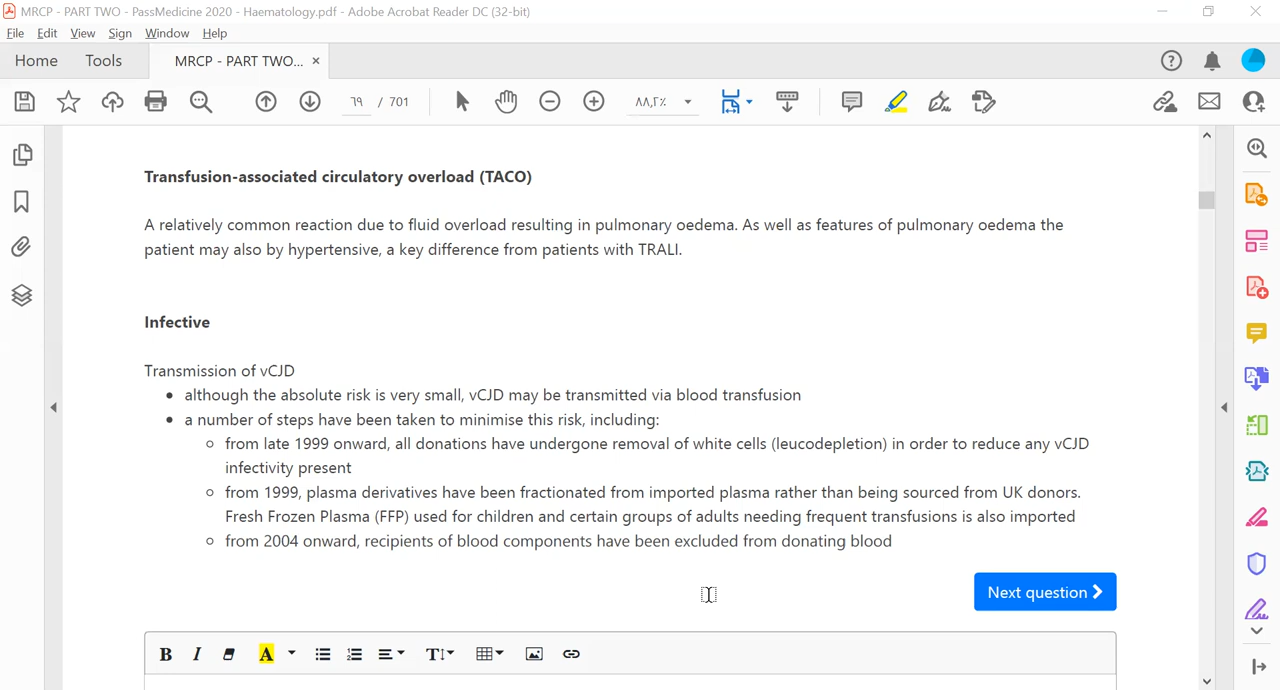 MRCP - PART TWO - PassMedicine 2020 - Haematology.pdf - Adobe Acrobat Reader DC (32-bit)
File Edit View Sign Window Help
Home Tools MRCP - PART TWO... ×
٦٩ / 701 ٨٨,٢٪
Transfusion-associated circulatory overload (TACO)
A relatively common reaction due to fluid overload resulting in pulmonary oedema. As well as features of pulmonary oedema the
patient may also by hypertensive, a key difference from patients with TRALI.
Infective
Transmission of vCJD
• although the absolute risk is very small, vCJD may be transmitted via blood transfusion
• a number of steps have been taken to minimise this risk, including:
○ from late 1999 onward, all donations have undergone removal of white cells (leucodepletion) in order to reduce any vCJD
infectivity present
○ from 1999, plasma derivatives have been fractionated from imported plasma rather than being sourced from UK donors.
Fresh Frozen Plasma (FFP) used for children and certain groups of adults needing frequent transfusions is also imported
○ from 2004 onward, recipients of blood components have been excluded from donating blood
Next question
B I A T